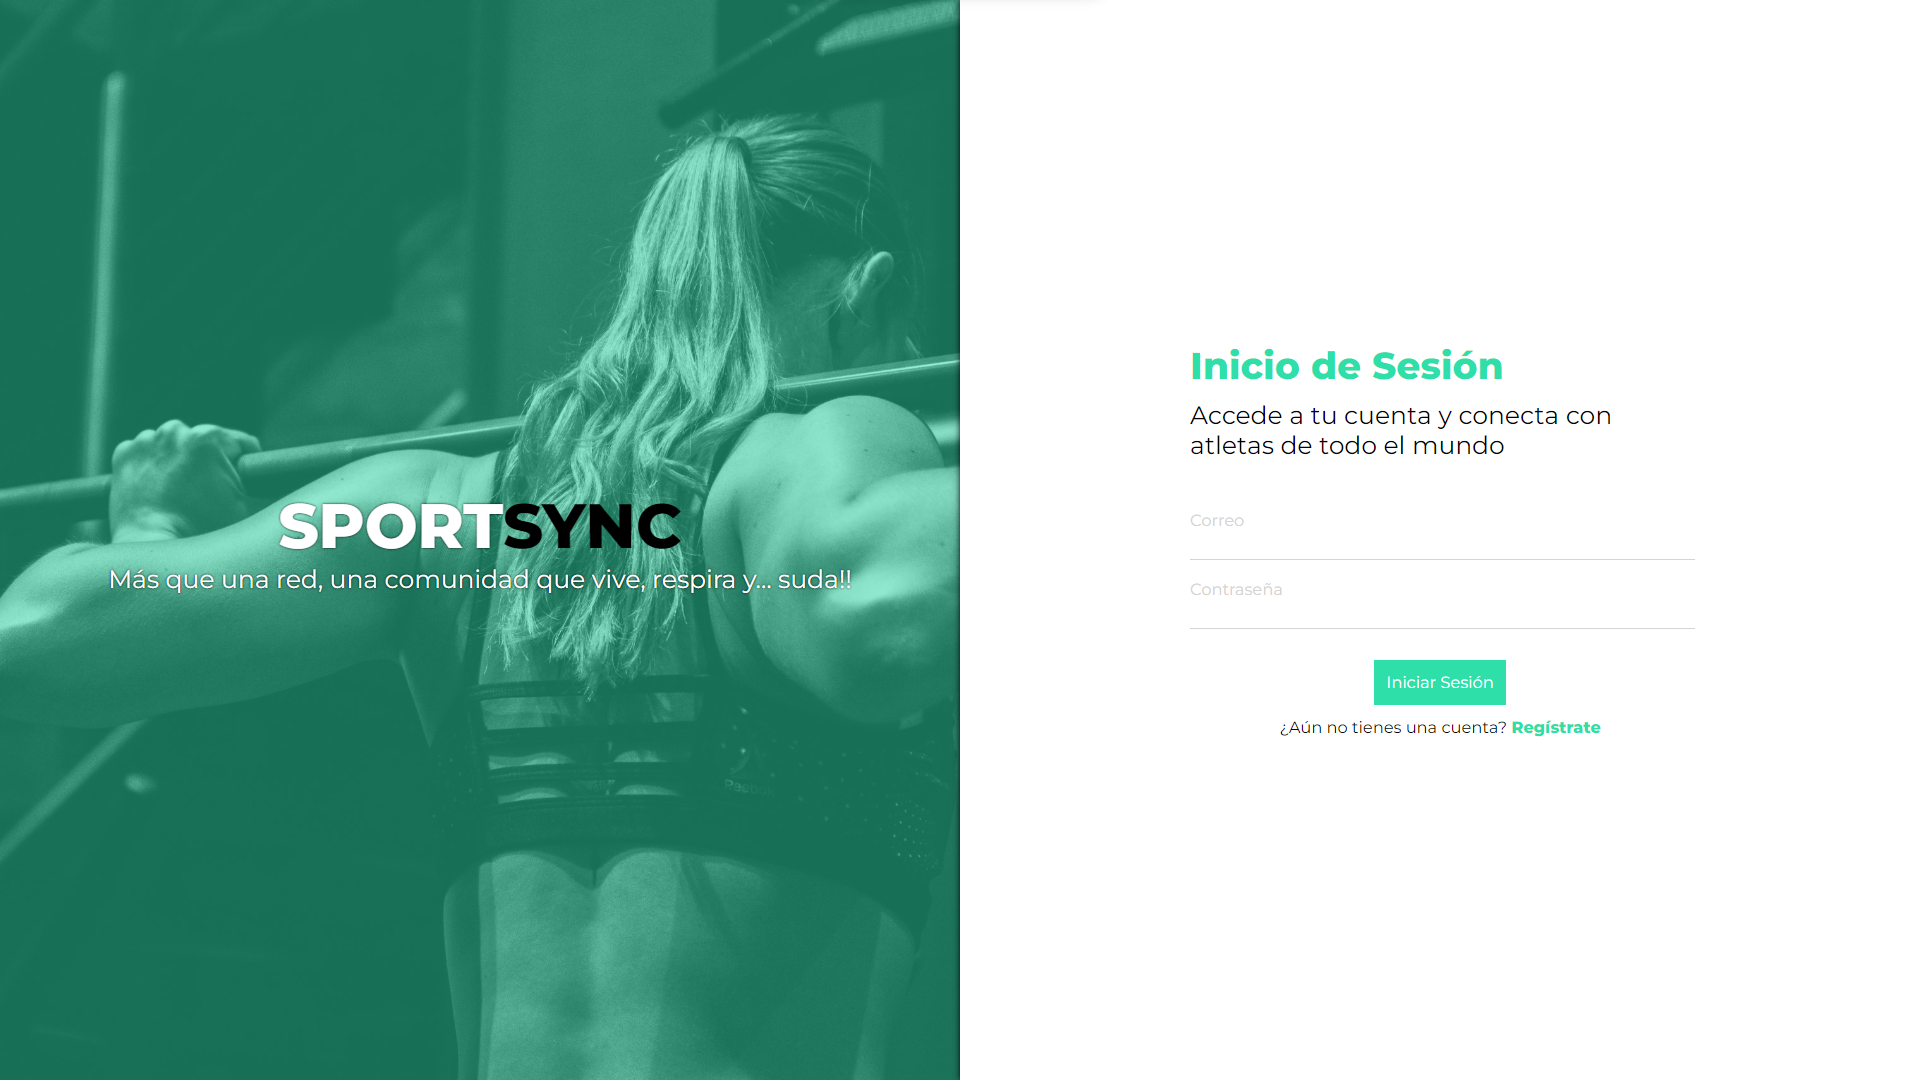 SPORTSYNC
Más que una red, una comunidad que vive, respira y... suda!!
Inicio de Sesión
Accede a tu cuenta y conecta con
atletas de todo el mundo
Correo
Contraseña
Iniciar Sesión
¿Aún no tienes una cuenta? Regístrate
Reebok